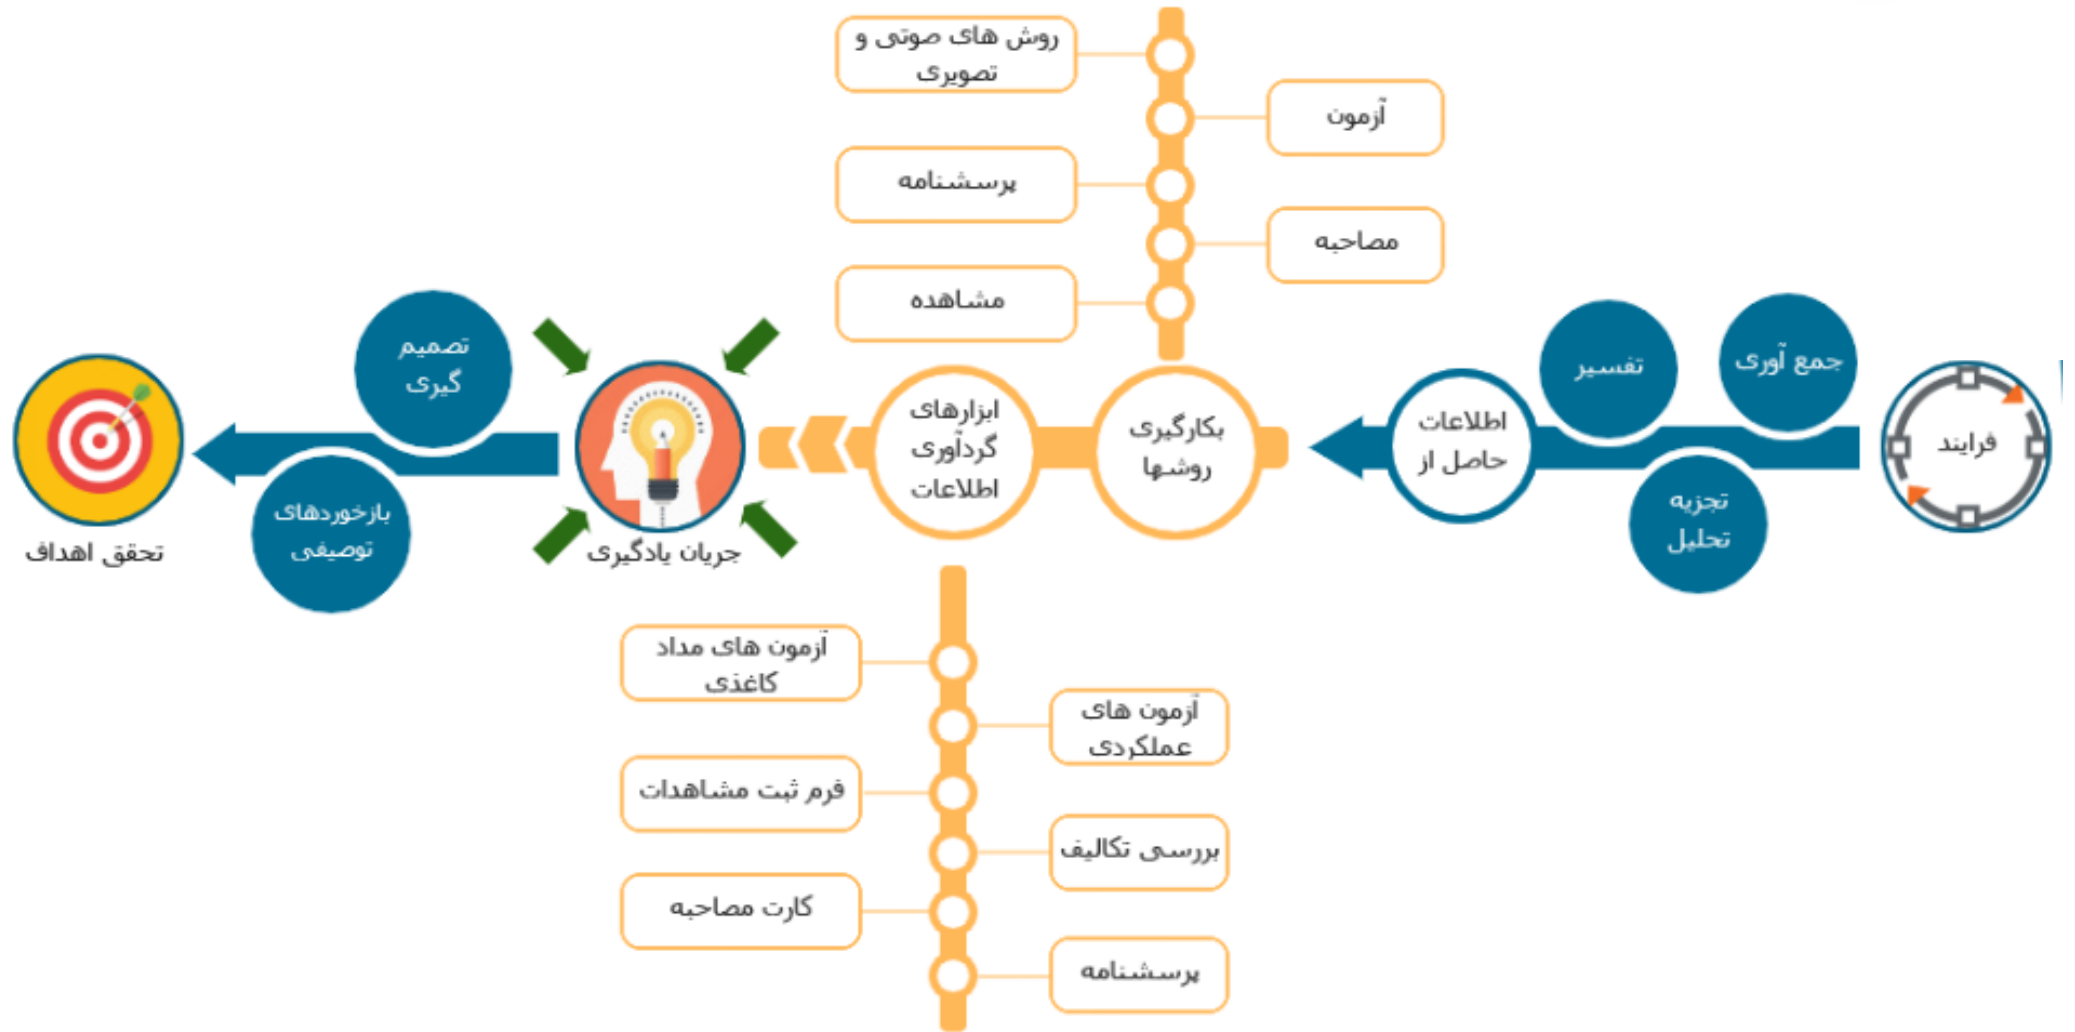 فرایند
جمع آوری
تفسیر
تجزیه
تحلیل
اطلاعات
حاصل از
بکارگیری
روشها
روش های صوتی و
تصویری
آزمون
پرسشنامه
مصاحبه
مشاهده
ابزارهای
گردآوری
اطلاعات
آزمون های مداد
کاغذی
آزمون های
عملکردی
فرم ثبت مشاهدات
بررسی تکالیف
کارت مصاحبه
پرسشنامه
جریان یادگیری
تصمیم
گیری
بازخوردهای
توصیفی
تحقق اهداف